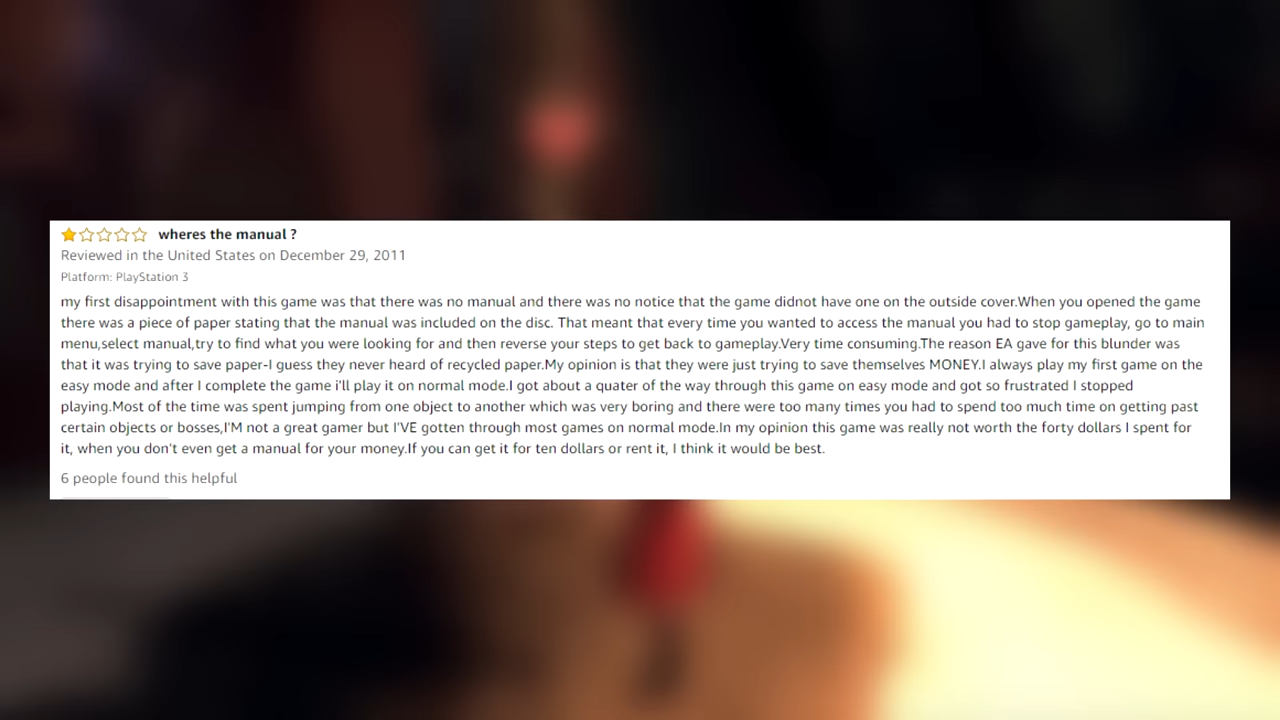 wheres the manual ?
Reviewed in the United States on December 29, 2011
Platform: PlayStation 3
my first disappointment with this game was that there was no manual and there was no notice that the game didnot have one on the outside cover.When you opened the game
there was a piece of paper stating that the manual was included on the disc. That meant that every time you wanted to access the manual you had to stop gameplay, go to main
menu,select manual,try to find what you were looking for and then reverse your steps to get back to gameplay.Very time consuming.The reason EA gave for this blunder was
that it was trying to save paper-I guess they never heard of recycled paper.My opinion is that they were just trying to save themselves MONEY.I always play my first game on the
easy mode and after I complete the game i'll play it on normal mode.I got about a quater of the way through this game on easy mode and got so frustrated I stopped
playing.Most of the time was spent jumping from one object to another which was very boring and there were too many times you had to spend too much time on getting past
certain objects or bosses,I'M not a great gamer but I'VE gotten through most games on normal mode.In my opinion this game was really not worth the forty dollars I spent for
it, when you don't even get a manual for your money.If you can get it for ten dollars or rent it, I think it would be best.
6 people found this helpful